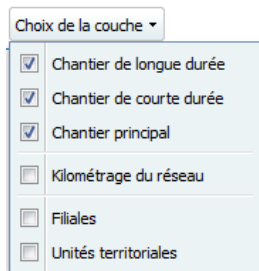 Choix de la couche
Chantier de longue durée
Chantier de courte durée
Chantier principal
Kilométrage du réseau
Filiales
Unités territoriales